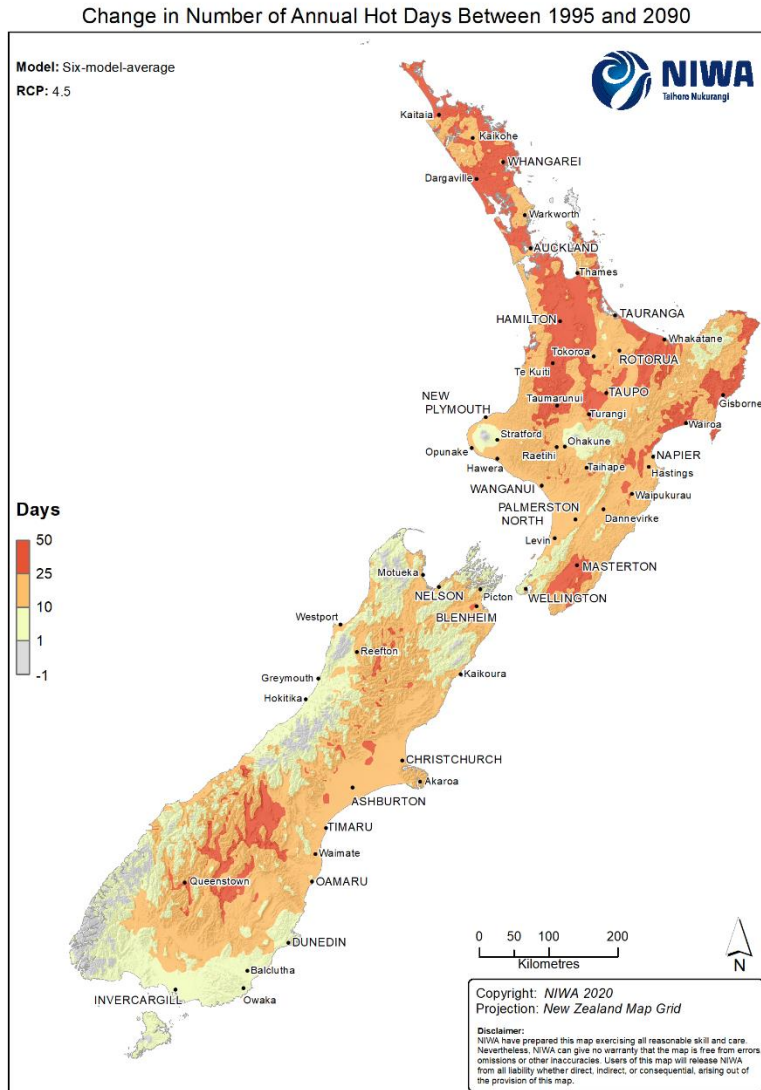 Change in Number of Annual Hot Days Between 1995 and 2090
Model: Six-model-average
RCP: 4.5
NIWA
Taihoro Nukurangi
Kaitaia
Kaikohe
WHANGAREI
Dargaville
Warkworth
AUCKLAND
Thames
HAMILTON
TAURANGA
Whakatane
Tokoroa
ROTORUA
Te Kuiti
TAUPO
Taumarunui
Gisborne
NEW
PLYMOUTH
Turangi
Wairoa
Stratford
Ohakune
Opunake
Raetihi
NAPIER
Hawera
Taihape
Hastings
WANGANUI
Waipukurau
PALMERSTON
NORTH
Dannevirke
Levin
MASTERTON
WELLINGTON
Days
50
25
10
1
-1
Motueka
NELSON
Picton
BLENHEIM
Westport
Reefton
Greymouth
Kaikoura
Hokitika
CHRISTCHURCH
Akaroa
ASHBURTON
TIMARU
Waimate
Queenstown
OAMARU
DUNEDIN
Balclutha
INVERCARGILL
Owaka
0 50 100 200
Kilometres
N
Copyright: NIWA 2020
Projection: New Zealand Map Grid
Disclaimer:
NIWA have prepared this map exercising all reasonable skill and care.
Nevertheless, NIWA can give no warranty that the map is free from errors,
omissions or other inaccuracies. Users of this map will release NIWA
from all liability whether direct, indirect, or consequential, arising out of
the provision of this map.